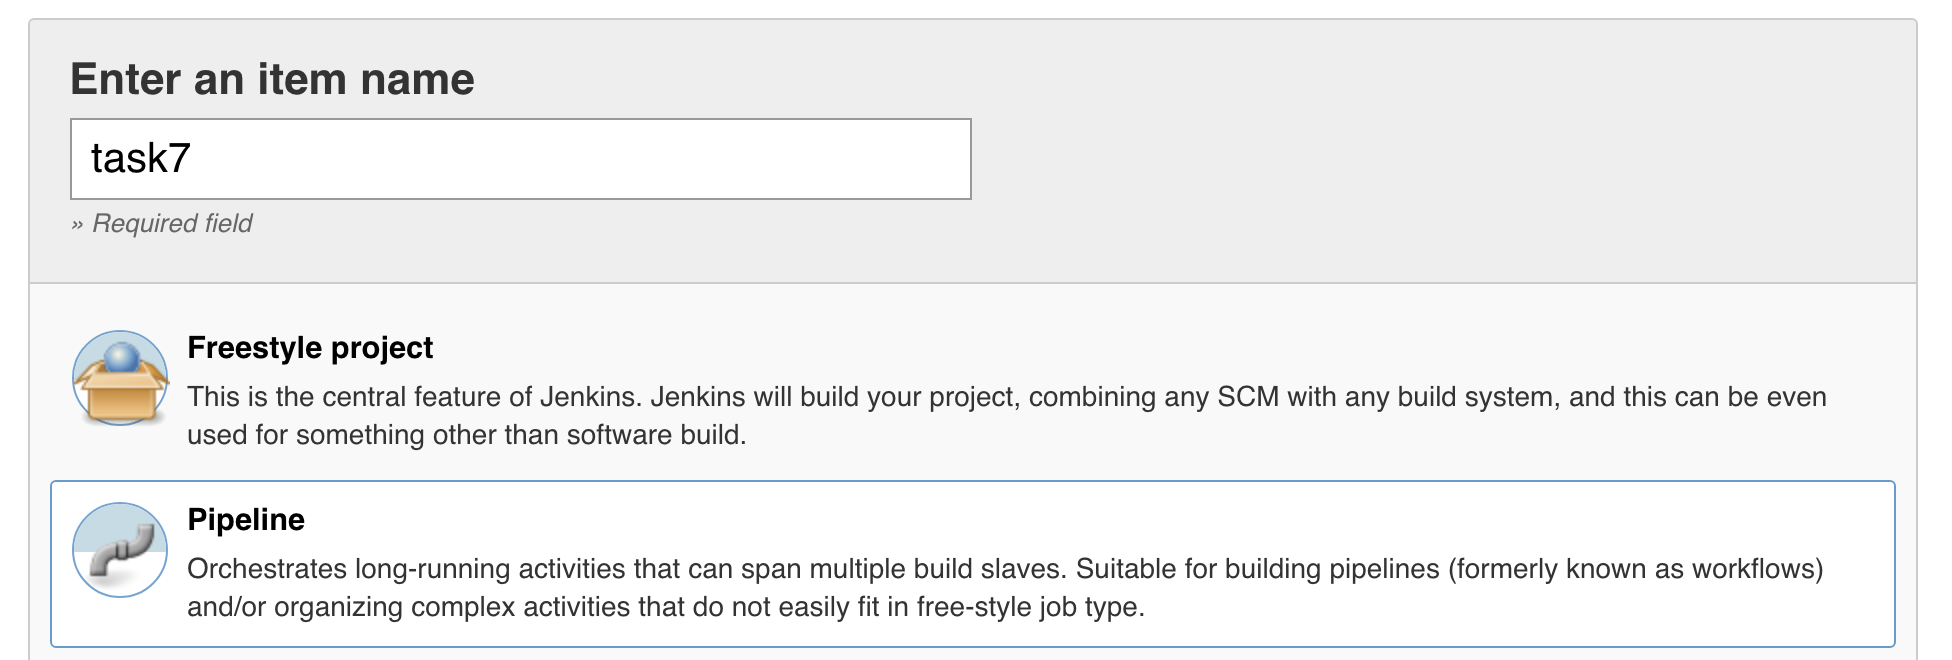 Enter an item name
task7
» Required field
Freestyle project
This is the central feature of Jenkins. Jenkins will build your project, combining any SCM with any build system, and this can be even
used for something other than software build.
Pipeline
Orchestrates long-running activities that can span multiple build slaves. Suitable for building pipelines (formerly known as workflows)
and/or organizing complex activities that do not easily fit in free-style job type.